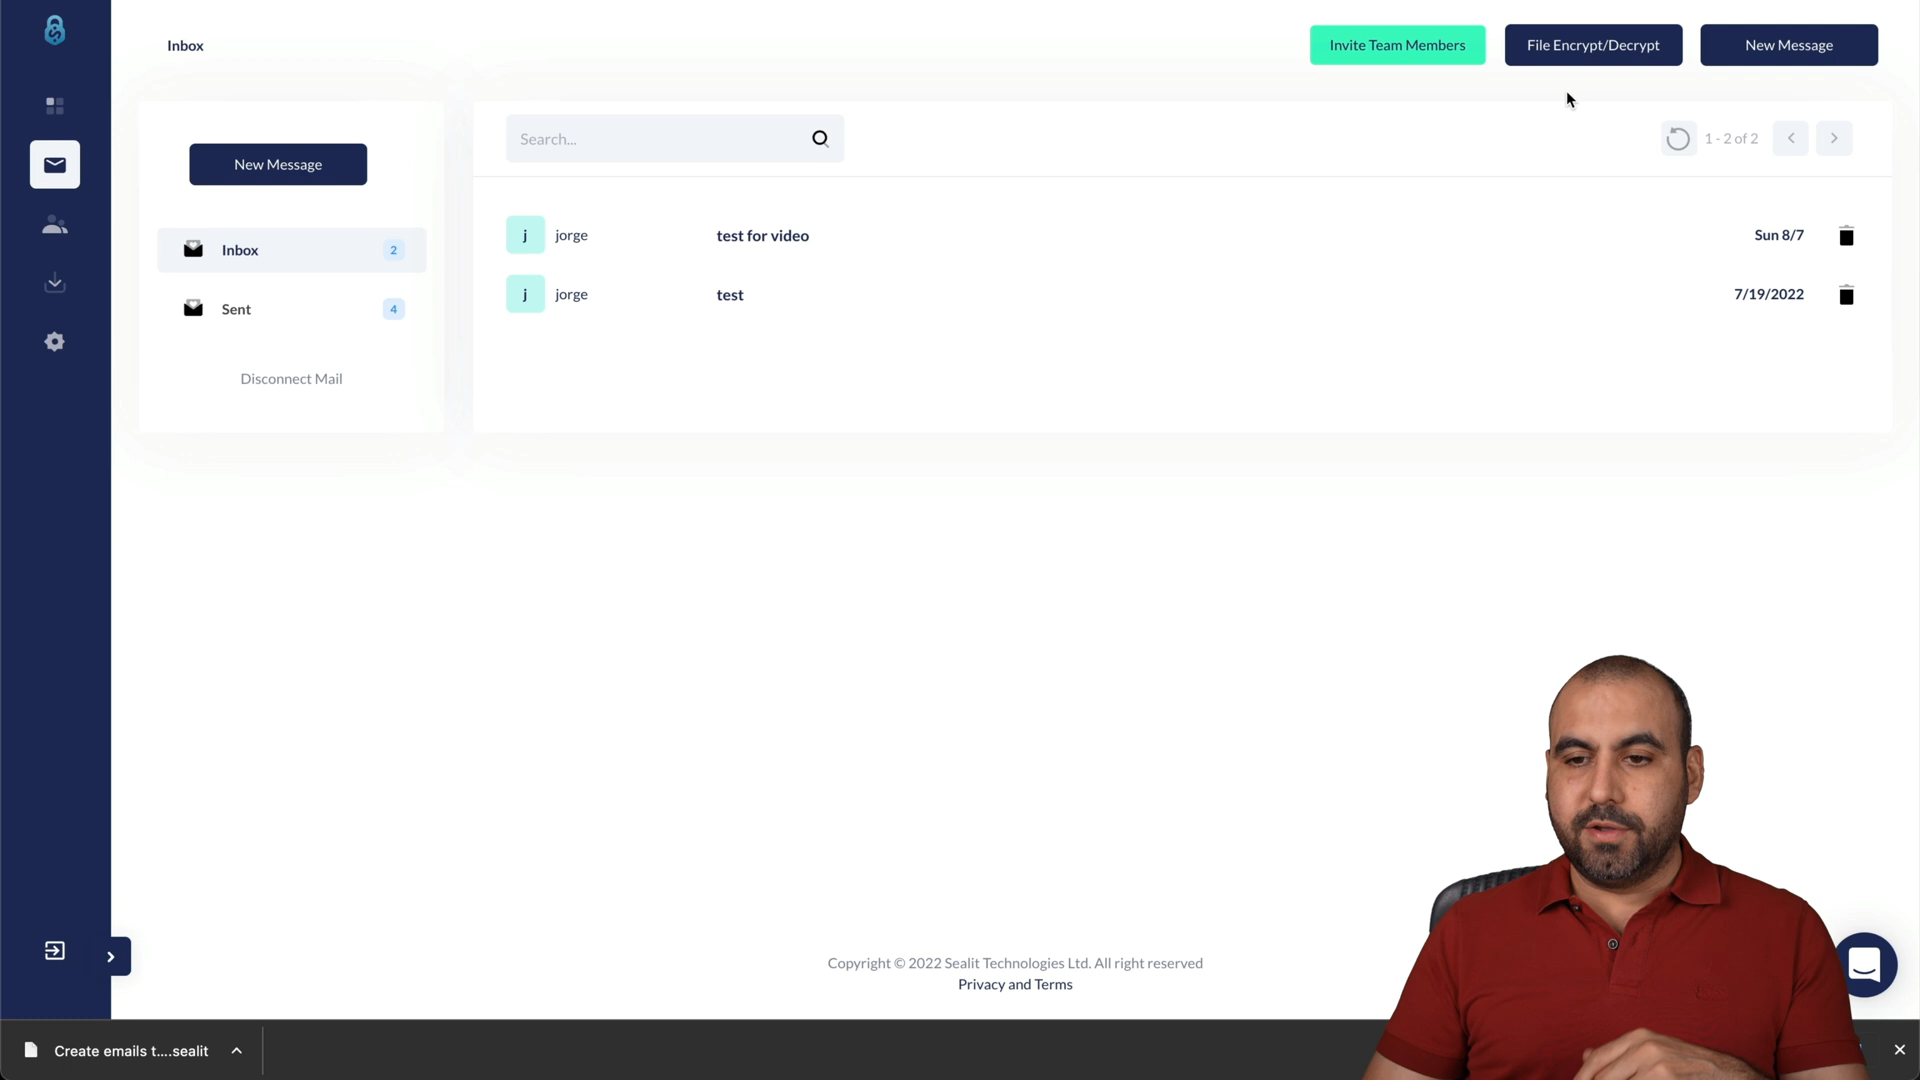 Inbox
Invite Team Members
File Encrypt/Decrypt
New Message
New Message
Inbox
2
Sent
4
Disconnect Mail
Search...
1 - 2 of 2
j
jorge
test for video
Sun 8/7
j
jorge
test
7/19/2022
Copyright © 2022 Sealit Technologies Ltd. All right reserved
Privacy and Terms
Create emails t....sealit